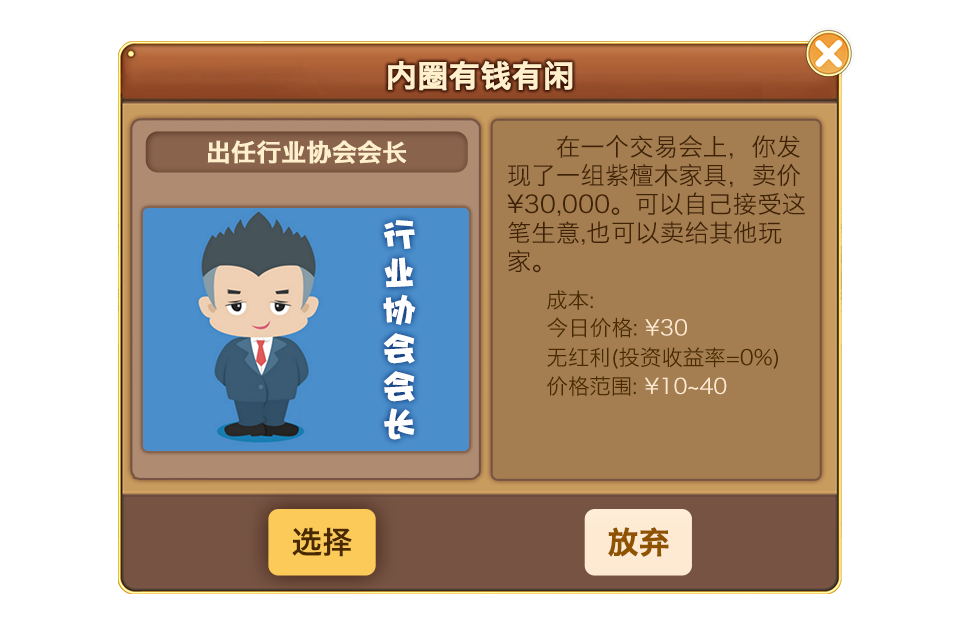 内圈有钱有闲
出任行业协会会长
行业协会会长
在一个交易会上，你发
现了一组紫檀木家具，卖价
¥30,000。可以自己接受这
笔生意,也可以卖给其他玩
家。
成本:
今日价格: ¥30
无红利(投资收益率=0%)
价格范围: ¥10~40
选择
放弃